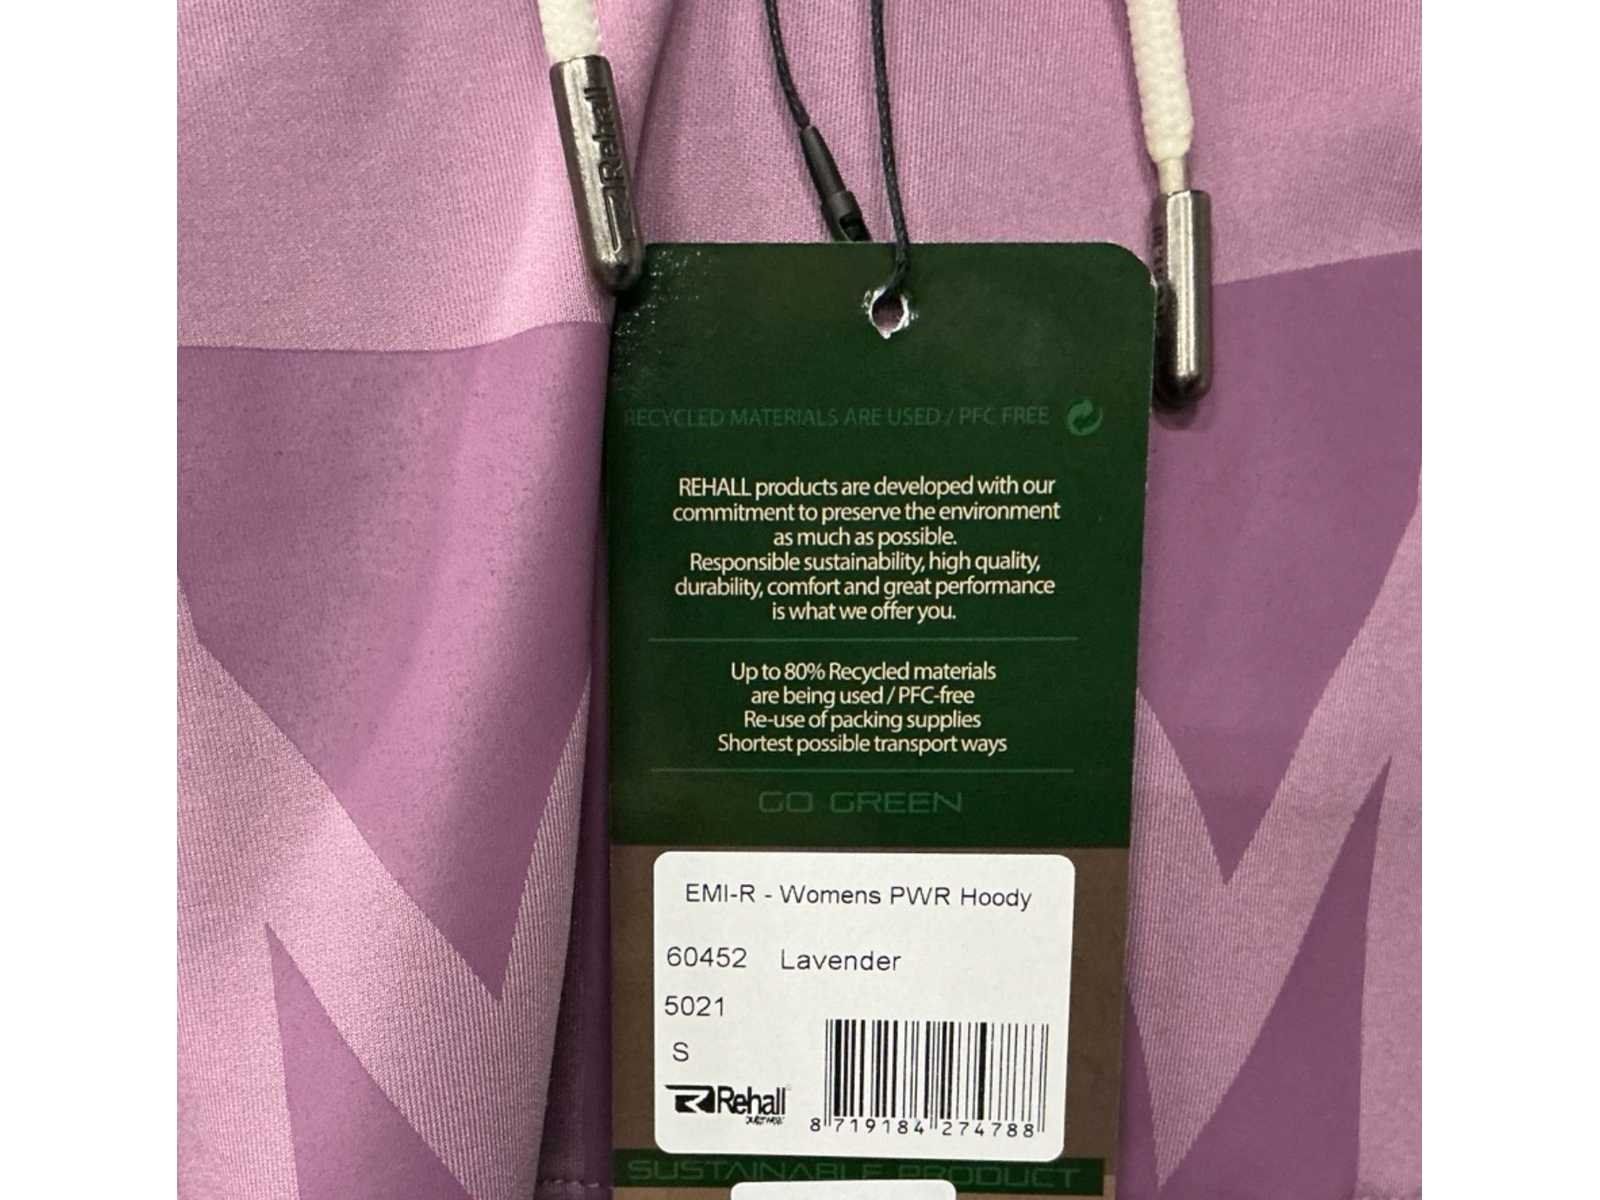 Rehall
RECYCLED MATERIALS ARE USED / PFC FREE
REHALL products are developed with our
commitment to preserve the environment
as much as possible.
Responsible sustainability, high quality,
durability, comfort and great performance
is what we offer you.
Up to 80% Recycled materials
are being used / PFC-free
Re-use of packing supplies
Shortest possible transport ways
GO GREEN
EMI-R - Womens PWR Hoody
60452 Lavender
5021
S
Rehall
8 719184 274788
SUSTAINABLE PRODUCT